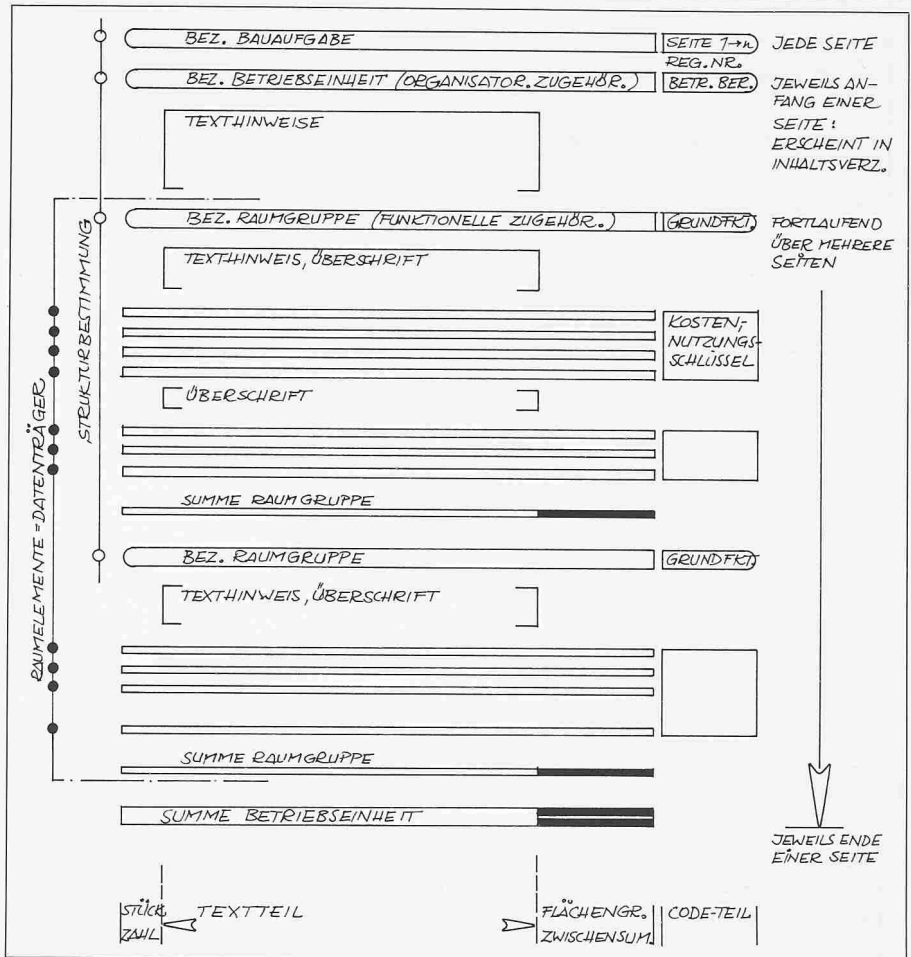 BEZ. BAUAUFGABE
SEITE 1→n
JEDE SEITE
REG.NR.
BEZ. BETRIEBSEINHEIT (ORGANISATOR. ZUGEHÖR.)
BETR. BER.
JEWEILS AN-
FANG EINER
SEITE:
ERSCHEINT IN
INHALTSVERZ.
TEXTHINWEISE
BEZ. RAUMGRUPPE (FUNKTIONELLE ZUGEHÖR.)
GRUNDFKT.
FORTLAUFEND
ÜBER MEHRERE
SEITEN
TEXTHINWEIS, ÜBERSCHRIFT
STRUKTURBESTIMMUNG
RAUMELEMENTE = DATENTRÄGER
KOSTEN,-
NUTZUNGS-
SCHLÜSSEL
ÜBERSCHRIFT
SUMME RAUMGRUPPE
BEZ. RAUMGRUPPE
GRUNDFKT.
TEXTHINWEIS, ÜBERSCHRIFT
SUMME RAUMGRUPPE
SUMME BETRIEBSEINHEIT
JEWEILS ENDE
EINER SEITE
STÜCK
ZAHL
TEXTTEIL
FLÄCHENGR.
ZWISCHENSUM.
CODE-TEIL